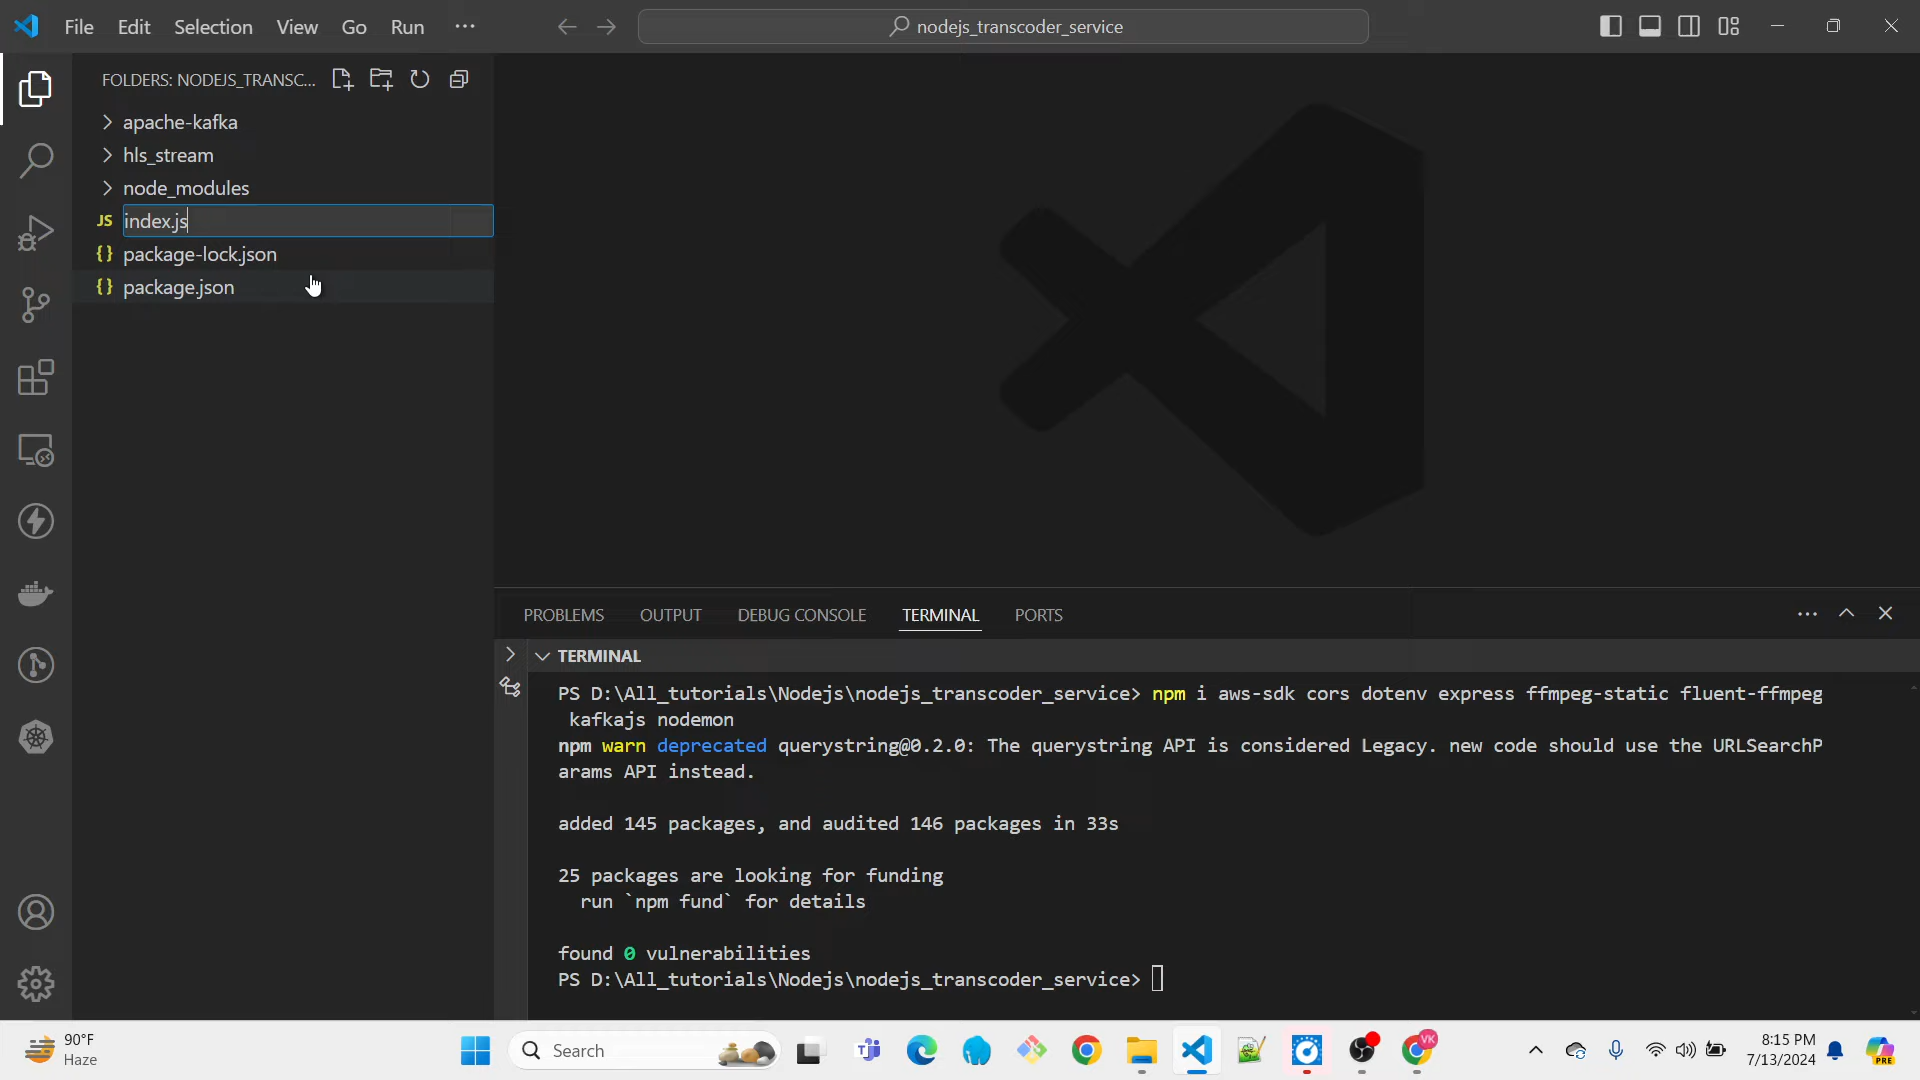 File Edit Selection View Go Run ···
nodejs_transcoder_service
FOLDERS: NODEJS_TRANSC...
apache-kafka
hls_stream
node_modules
JS index.js
{} package-lock.json
{} package.json
PROBLEMS OUTPUT DEBUG CONSOLE TERMINAL PORTS
TERMINAL
PS D:\All_tutorials\Nodejs\nodejs_transcoder_service> npm i aws-sdk cors dotenv express ffmpeg-static fluent-ffmpeg
kafkajs nodemon
npm warn deprecated querystring@0.2.0: The querystring API is considered Legacy. new code should use the URLSearchP
arams API instead.
added 145 packages, and audited 146 packages in 33s
25 packages are looking for funding
run `npm fund` for details
found 0 vulnerabilities
PS D:\All_tutorials\Nodejs\nodejs_transcoder_service>
90°F
Haze
Search
VK
8:15 PM
7/13/2024
PRE